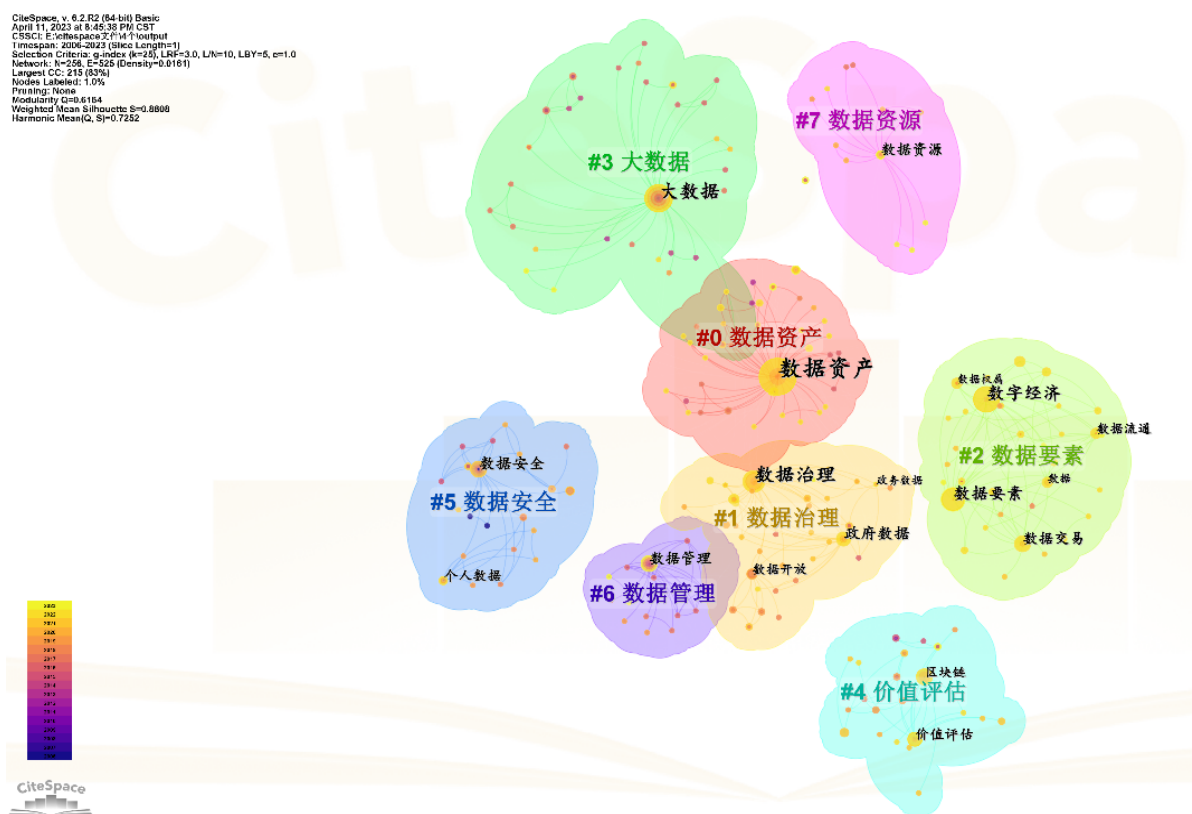 CiteSpace, v. 6.2.R2 (64-bit) Basic
April 11, 2023 at 8:45:38 PM CST
CSSCI: E:\citespace文件\4个\output
Timespan: 2006-2023 (Slice Length=1)
Selection Criteria: g-index (k=25), LRF=3.0, L/N=10, LBY=5, e=1.0
Network: N=256, E=525 (Density=0.0161)
Largest CC: 215 (83%)
Nodes Labeled: 1.0%
Pruning: None
Modularity Q=0.6164
Weighted Mean Silhouette S=0.8808
Harmonic Mean(Q, S)=0.7252
#7 数据资源
数据资源
#3 大数据
大数据
#0 数据资产
数据资产
数据权属
数字经济
数据流通
#2 数据要素
数据
数据要素
数据交易
数据安全
#5 数据安全
个人数据
数据治理
政务数据
#1 数据治理
政府数据
数据开放
数据管理
#6 数据管理
区块链
#4 价值评估
价值评估
CiteSpace